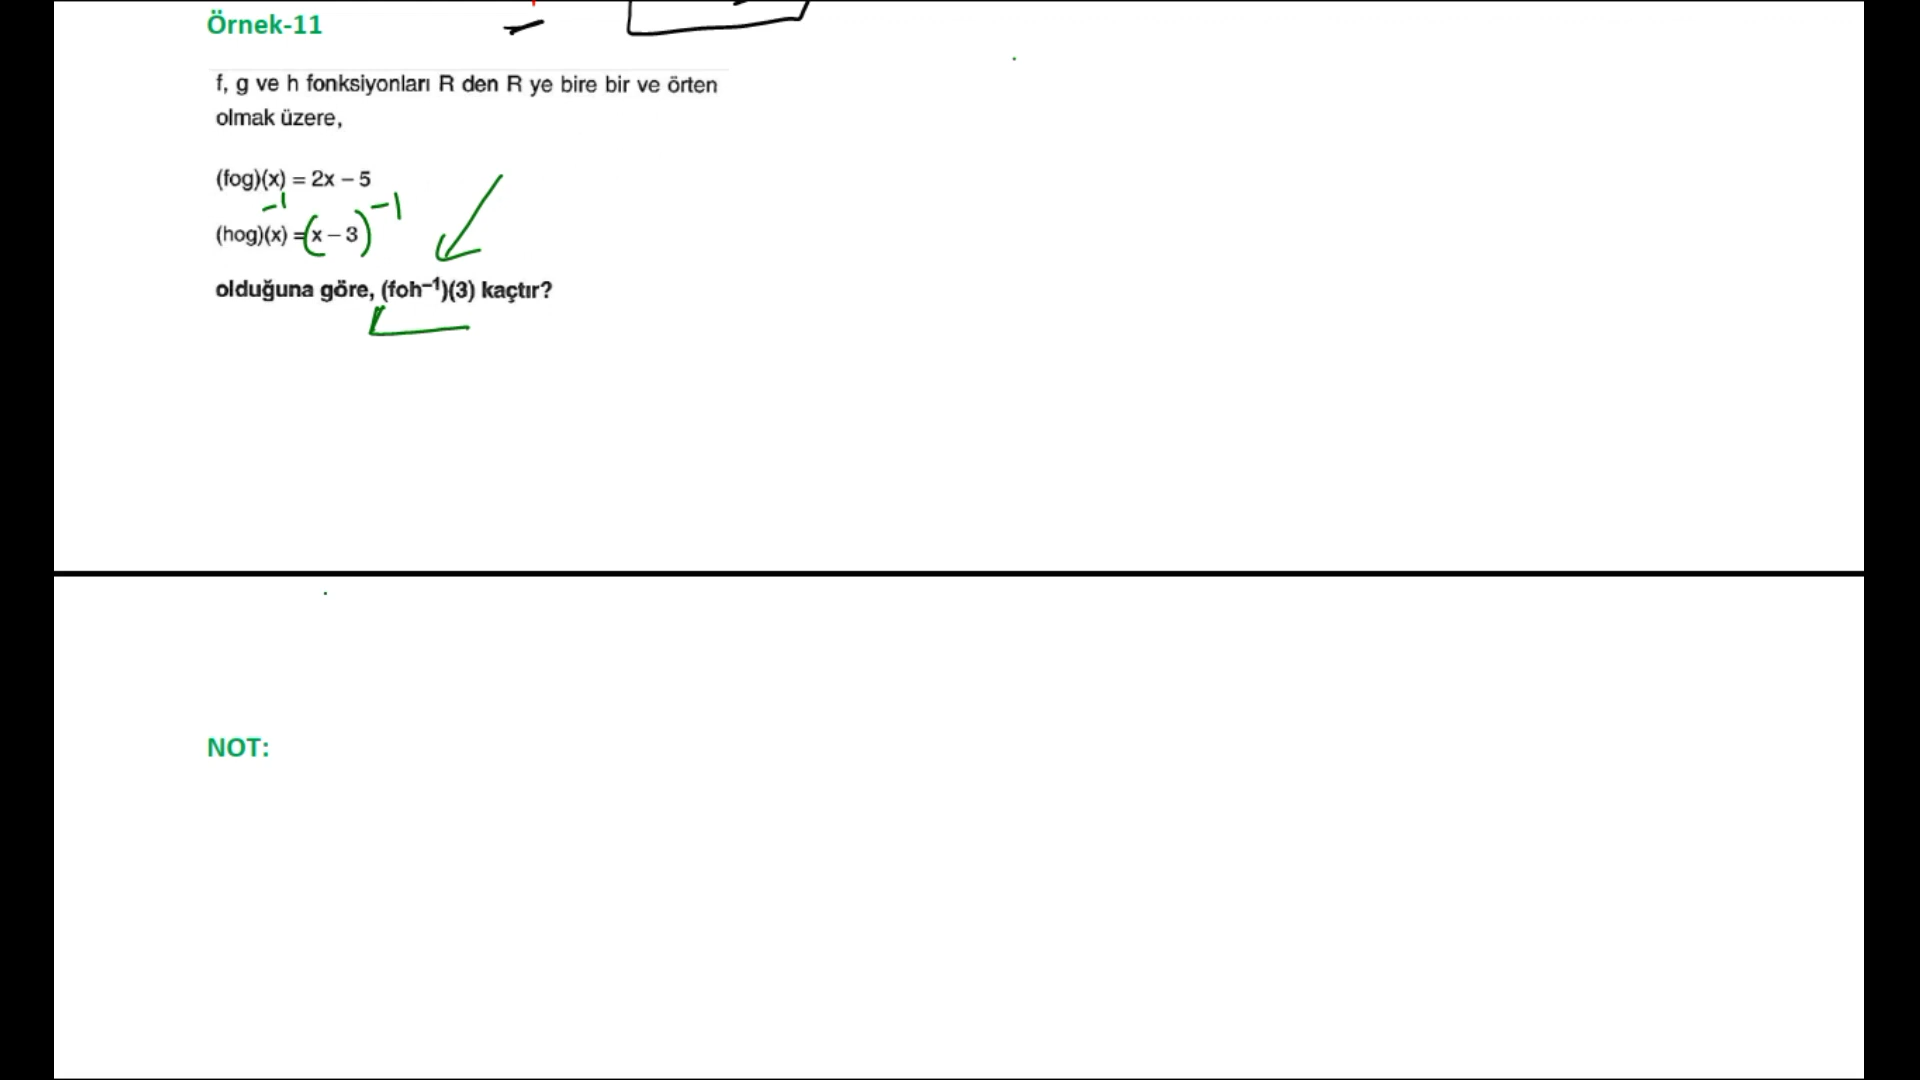 Örnek-11
f, g ve h fonksiyonları R den R ye bire bir ve örten
olmak üzere,
(fog)(x) = 2x – 5
(hog)⁻¹(x) = (x – 3)⁻¹
olduğuna göre, (foh⁻¹)(3) kaçtır?
NOT: